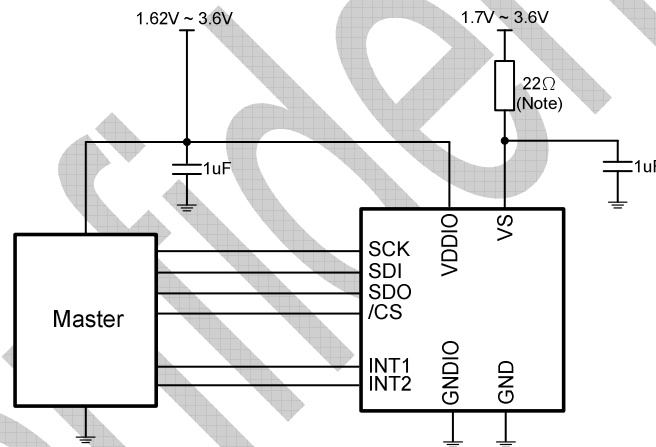 1.62V ~ 3.6V
1.7V ~ 3.6V
22Ω
(Note)
1uF
1uF
VDDIO
VS
SCK
SDI
SDO
/CS
Master
INT1
INT2
GNDIO
GND